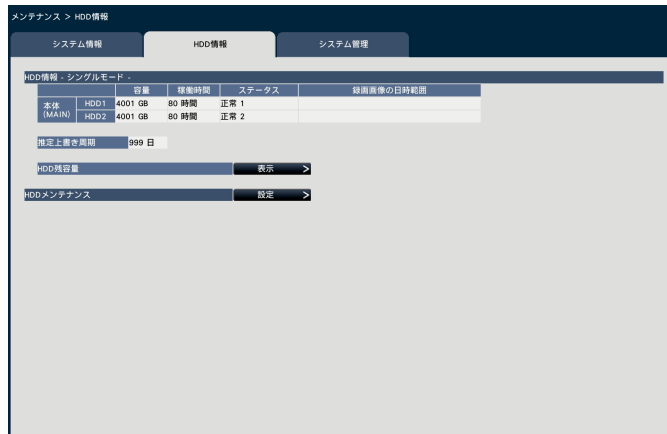 メンテナンス > HDD情報
システム情報 HDD情報 システム管理
HDD情報 - シングルモード -
容量 稼働時間 ステータス 録画画像の日時範囲
本体 (MAIN) HDD1 4001 GB 80 時間 正常 1
HDD2 4001 GB 80 時間 正常 2
推定上書き周期 999 日
HDD残容量 表示 >
HDDメンテナンス 設定 >